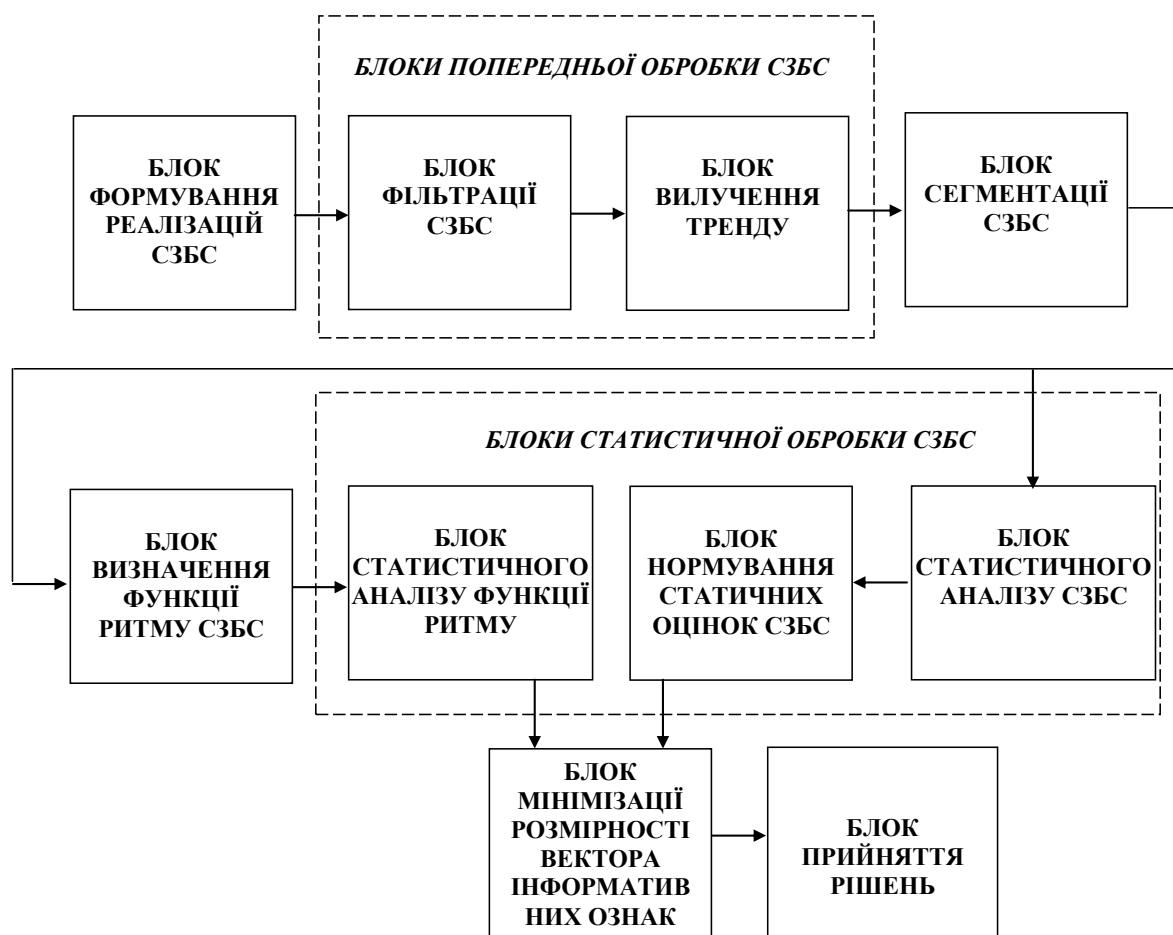 БЛОКИ ПОПЕРЕДНЬОЇ ОБРОБКИ СЗБС
БЛОК
ФОРМУВАННЯ
РЕАЛІЗАЦІЙ
СЗБС
БЛОК
ФІЛЬТРАЦІЇ
СЗБС
БЛОК
ВИЛУЧЕННЯ
ТРЕНДУ
БЛОК
СЕГМЕНТАЦІЇ
СЗБС
БЛОКИ СТАТИСТИЧНОЇ ОБРОБКИ СЗБС
БЛОК
ВИЗНАЧЕННЯ
ФУНКЦІЇ
РИТМУ СЗБС
БЛОК
СТАТИСТИЧНОГО
АНАЛІЗУ ФУНКЦІЇ
РИТМУ
БЛОК
НОРМУВАННЯ
СТАТИЧНИХ
ОЦІНОК СЗБС
БЛОК
СТАТИСТИЧНОГО
АНАЛІЗУ СЗБС
БЛОК
МІНІМІЗАЦІЇ
РОЗМІРНОСТІ
ВЕКТОРА
ІНФОРМАТИВ
НИХ ОЗНАК
БЛОК
ПРИЙНЯТТЯ
РІШЕНЬ